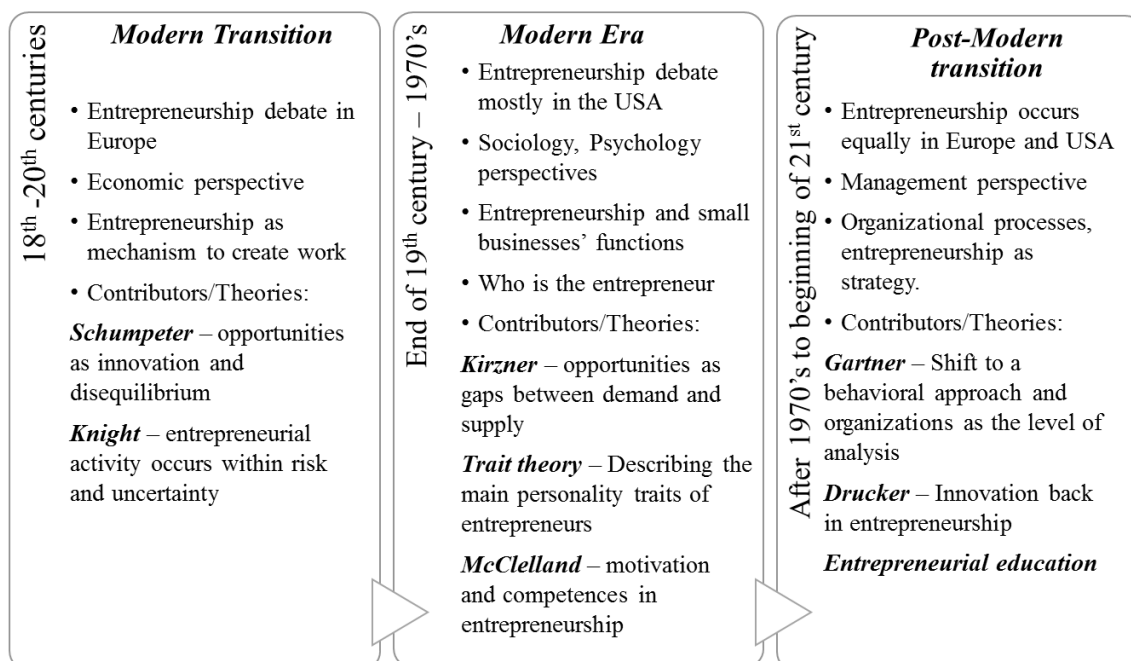 18th -20th centuries
Modern Transition
• Entrepreneurship debate in
Europe
• Economic perspective
• Entrepreneurship as
mechanism to create work
• Contributors/Theories:
Schumpeter – opportunities
as innovation and
disequilibrium
Knight – entrepreneurial
activity occurs within risk
and uncertainty
End of 19th century – 1970’s
Modern Era
• Entrepreneurship debate
mostly in the USA
• Sociology, Psychology
perspectives
• Entrepreneurship and small
businesses’ functions
• Who is the entrepreneur
• Contributors/Theories:
Kirzner – opportunities as
gaps between demand and
supply
Trait theory – Describing the
main personality traits of
entrepreneurs
McClelland – motivation
and competences in
entrepreneurship
After 1970’s to beginning of 21st century
Post-Modern
transition
• Entrepreneurship occurs
equally in Europe and USA
• Management perspective
• Organizational processes,
entrepreneurship as
strategy.
• Contributors/Theories:
Gartner – Shift to a
behavioral approach and
organizations as the level of
analysis
Drucker – Innovation back
in entrepreneurship
Entrepreneurial education